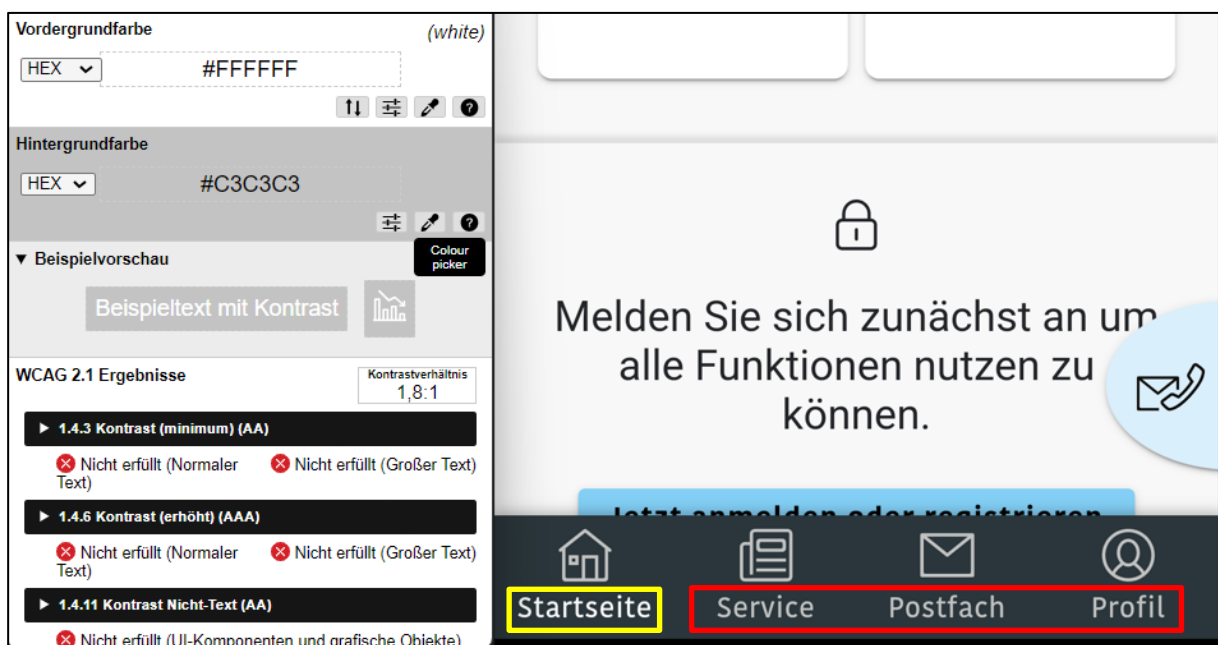 Vordergrundfarbe
(white)
HEX
#FFFFFF
Hintergrundfarbe
HEX
#C3C3C3
Colour
picker
▼ Beispielvorschau
Beispieltext mit Kontrast
WCAG 2.1 Ergebnisse
Kontrastverhältnis
1,8:1
▶ 1.4.3 Kontrast (minimum) (AA)
Nicht erfüllt (Normaler
Text)
Nicht erfüllt (Großer Text)
▶ 1.4.6 Kontrast (erhöht) (AAA)
Nicht erfüllt (Normaler
Text)
Nicht erfüllt (Großer Text)
▶ 1.4.11 Kontrast Nicht-Text (AA)
Nicht erfüllt (UI-Komponenten und grafische Objekte)
Melden Sie sich zunächst an um
alle Funktionen nutzen zu
können.
Jetzt anmelden oder registrieren
Startseite
Service
Postfach
Profil